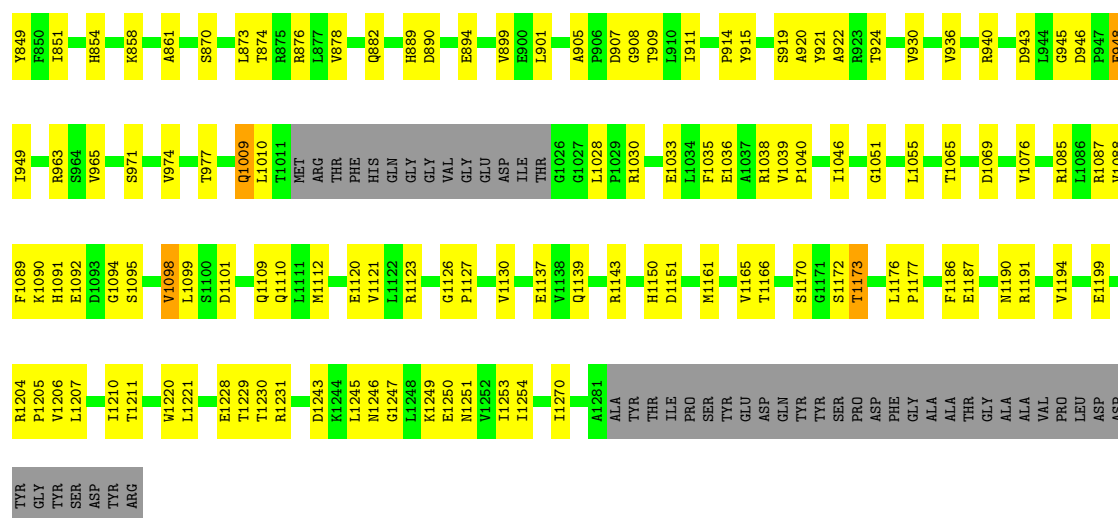 Y849 F850 I851 H854 K858 A861 S870 L873 T874 R875 R876 L877 V878 Q882 H889 D890 E894 V899 E900 L901 A905 P906 D907 G908 T909 L910 I911 P914 Y915 S919 A920 Y921 A922 R923 T924 V930 V936 R940 D943 L944 G945 D946 P947
I949 R963 S964 V965 S971 V974 T977 Q1009 L1010 T1011 MET ARG THR PHE HIS GLN GLY GLY VAL GLY GLU ASP ILE THR G1026 G1027 L1028 P1029 R1030 E1033 L1034 F1035 E1036 A1037 R1038 V1039 P1040 I1046 G1051 L1055 T1065 D1069 V1076 R1085 L1086 R1087 V1088
F1089 K1090 H1091 E1092 D1093 G1094 S1095 V1098 L1099 S1100 D1101 Q1109 Q1110 L1111 M1112 E1120 V1121 L1122 R1123 G1126 P1127 V1130 E1137 V1138 Q1139 R1143 H1150 D1151 M1161 V1165 T1166 S1170 G1171 S1172 T1173 L1176 P1177 F1186 E1187 N1190 R1191 V1194 E1199
R1204 P1205 V1206 L1207 I1210 T1211 W1220 L1221 E1228 T1229 T1230 R1231 D1243 K1244 L1245 N1246 G1247 L1248 K1249 E1250 N1251 V1252 I1253 I1254 I1270 A1281 ALA TYR THR ILE PRO SER TYR GLU ASP GLN TYR TYR SER PRO ASP PHE GLY ALA ALA THR GLY ALA ALA VAL PRO LEU ASP ASP
TYR GLY TYR SER ASP TYR ARG